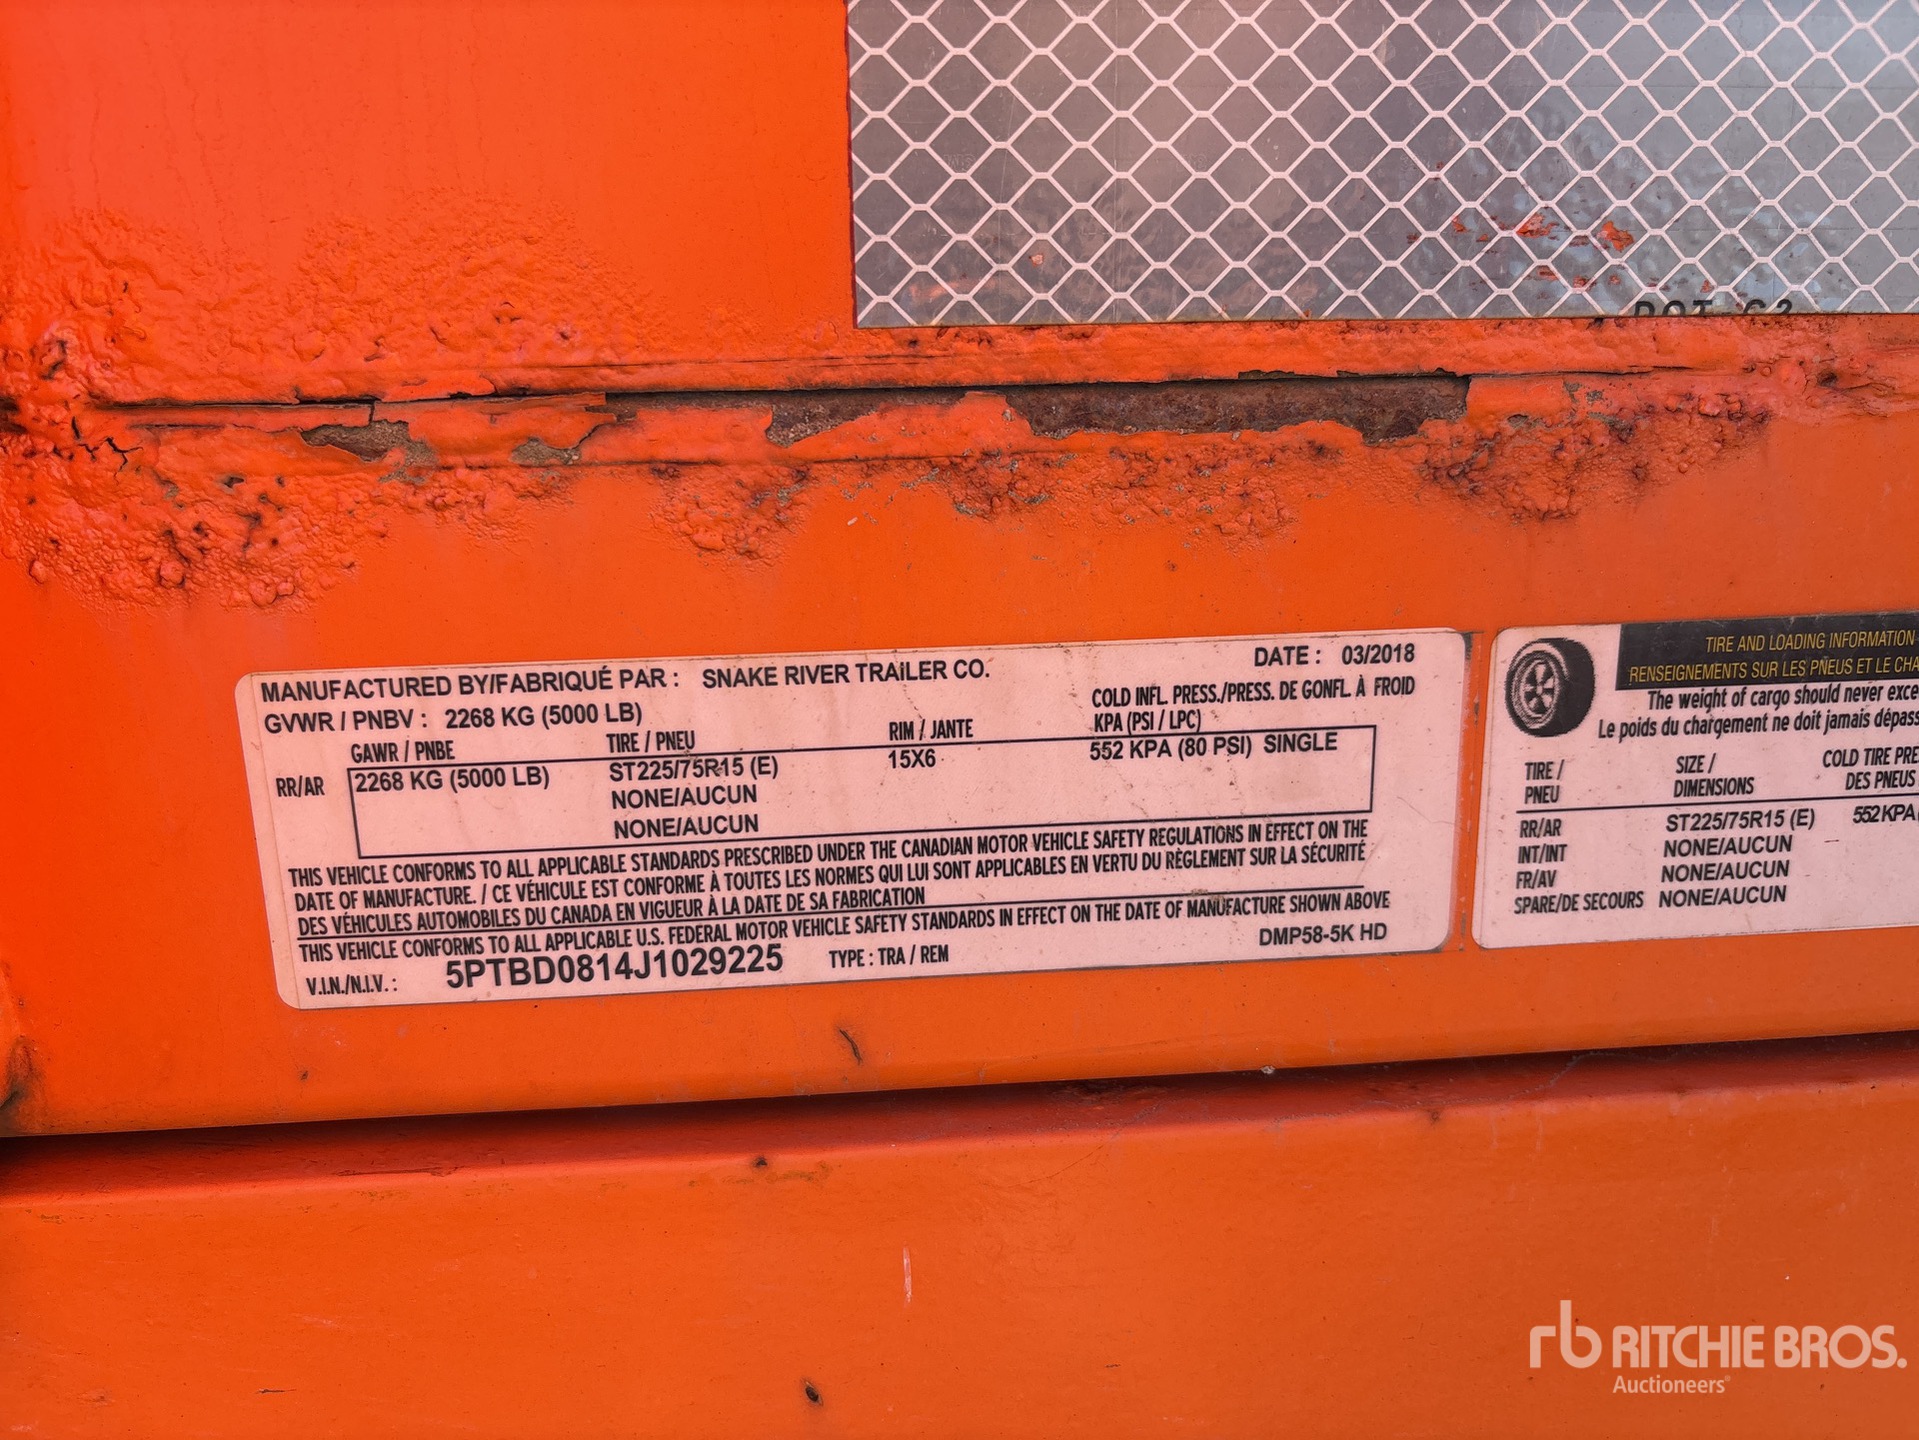 DOT-C2
MANUFACTURED BY/FABRIQUÉ PAR : SNAKE RIVER TRAILER CO. DATE : 03/2018
GVWR / PNBV : 2268 KG (5000 LB) COLD INFL. PRESS./PRESS. DE GONFL. À FROID
GAWR / PNBE TIRE / PNEU RIM / JANTE KPA (PSI / LPC)
RR/AR 2268 KG (5000 LB) ST225/75R15 (E) 15X6 552 KPA (80 PSI) SINGLE
NONE/AUCUN
NONE/AUCUN
THIS VEHICLE CONFORMS TO ALL APPLICABLE STANDARDS PRESCRIBED UNDER THE CANADIAN MOTOR VEHICLE SAFETY REGULATIONS IN EFFECT ON THE
DATE OF MANUFACTURE. / CE VÉHICULE EST CONFORME À TOUTES LES NORMES QUI LUI SONT APPLICABLES EN VERTU DU RÈGLEMENT SUR LA SÉCURITÉ
DES VÉHICULES AUTOMOBILES DU CANADA EN VIGUEUR À LA DATE DE SA FABRICATION
THIS VEHICLE CONFORMS TO ALL APPLICABLE U.S. FEDERAL MOTOR VEHICLE SAFETY STANDARDS IN EFFECT ON THE DATE OF MANUFACTURE SHOWN ABOVE
V.I.N./N.I.V. : 5PTBD0814J1029225 TYPE : TRA / REM DMP58-5K HD
TIRE AND LOADING INFORMATION
RENSEIGNEMENTS SUR LES PNEUS ET LE CHA
The weight of cargo should never exce
Le poids du chargement ne doit jamais dépass
TIRE / SIZE / COLD TIRE PRE
PNEU DIMENSIONS DES PNEUS
RR/AR ST225/75R15 (E) 552 KPA
INT/INT NONE/AUCUN
FR/AV NONE/AUCUN
SPARE/DE SECOURS NONE/AUCUN
rb RITCHIE BROS.
Auctioneers